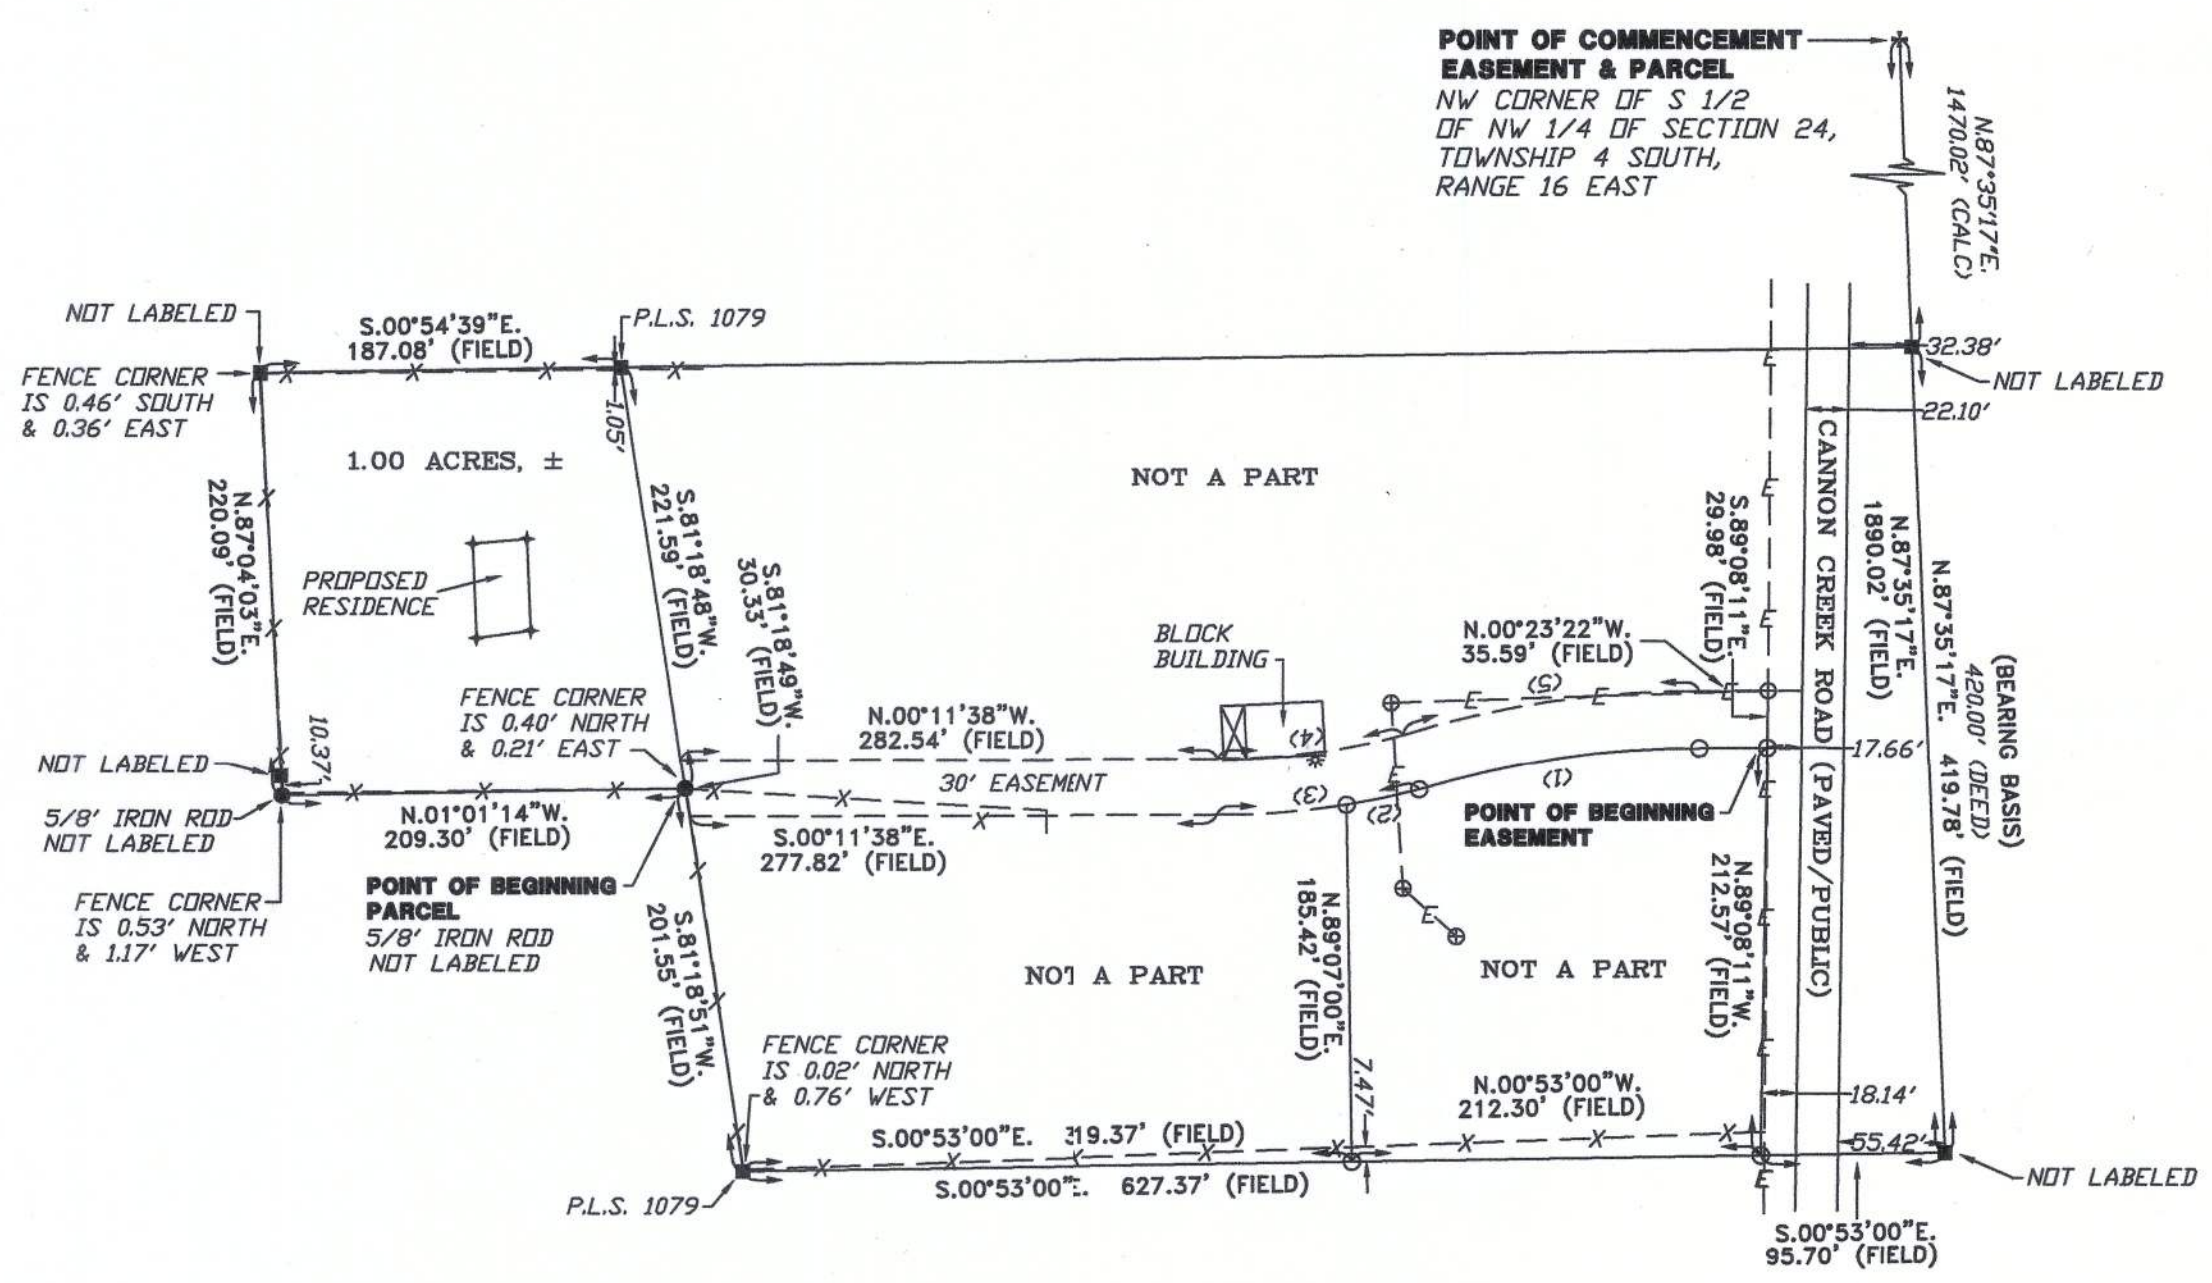 POINT OF COMMENCEMENT
EASEMENT & PARCEL
NW CORNER OF S 1/2
OF NW 1/4 OF SECTION 24,
TOWNSHIP 4 SOUTH,
RANGE 16 EAST
N.87°35'17"E.
1470.02' (CALC)
NOT LABELED
S.00°54'39"E.
187.08' (FIELD)
P.L.S. 1079
32.38'
NOT LABELED
FENCE CORNER
IS 0.46' SOUTH
& 0.36' EAST
1.05'
22.10'
1.00 ACRES, ±
NOT A PART
CANNON CREEK ROAD (PAVED/PUBLIC)
N.87°04'03"E.
220.09' (FIELD)
S.81°18'48"W.
221.59' (FIELD)
S.89°08'11"E.
29.98' (FIELD)
N.87°35'17"E.
1890.02' (FIELD)
N.87°35'17"E. 419.78' (FIELD)
420.00' (DEED)
(BEARING BASIS)
PROPOSED
RESIDENCE
S.81°18'49"W.
30.33' (FIELD)
BLOCK
BUILDING
N.00°23'22"W.
35.59' (FIELD)
E
E
E
E
E
E
(5)
FENCE CORNER
IS 0.40' NORTH
& 0.21' EAST
N.00°11'38"W.
282.54' (FIELD)
(4)
10.37'
NOT LABELED
30' EASEMENT
17.66'
(1)
(2)
(3)
E
E
5/8' IRON ROD
NOT LABELED
N.01°01'14"W.
209.30' (FIELD)
S.00°11'38"E.
277.82' (FIELD)
POINT OF BEGINNING
EASEMENT
FENCE CORNER
IS 0.53' NORTH
& 1.17' WEST
POINT OF BEGINNING
PARCEL
5/8' IRON ROD
NOT LABELED
S.81°18'51"W.
201.55' (FIELD)
N.89°07'00"E.
185.42' (FIELD)
E
N.89°08'11"W.
212.57' (FIELD)
E
NOT A PART
NOT A PART
FENCE CORNER
IS 0.02' NORTH
& 0.76' WEST
7.47'
N.00°53'00"W.
212.30' (FIELD)
E
18.14'
S.00°53'00"E. 319.37' (FIELD)
55.42'
S.00°53'00"E. 627.37' (FIELD)
E
NOT LABELED
P.L.S. 1079
S.00°53'00"E.
95.70' (FIELD)